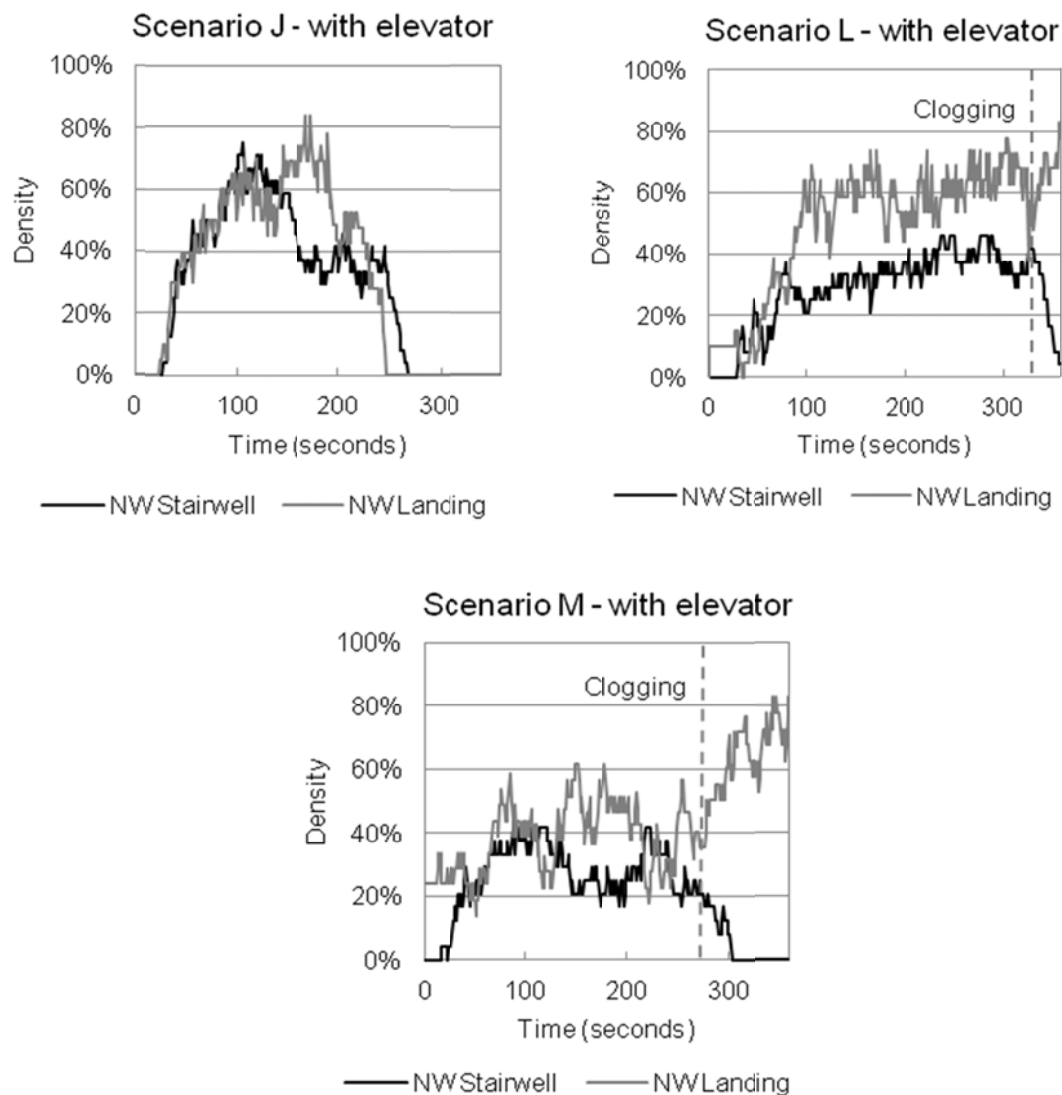 Scenario J - with elevator
100%
80%
60%
40%
20%
0%
Density
0 100 200 300
Time (seconds)
NW Stairwell NW Landing
Scenario L - with elevator
100%
80%
60%
40%
20%
0%
Density
Clogging
0 100 200 300
Time (seconds)
NW Stairwell NW Landing
Scenario M - with elevator
100%
80%
60%
40%
20%
0%
Density
Clogging
0 100 200 300
Time (seconds)
NW Stairwell NW Landing